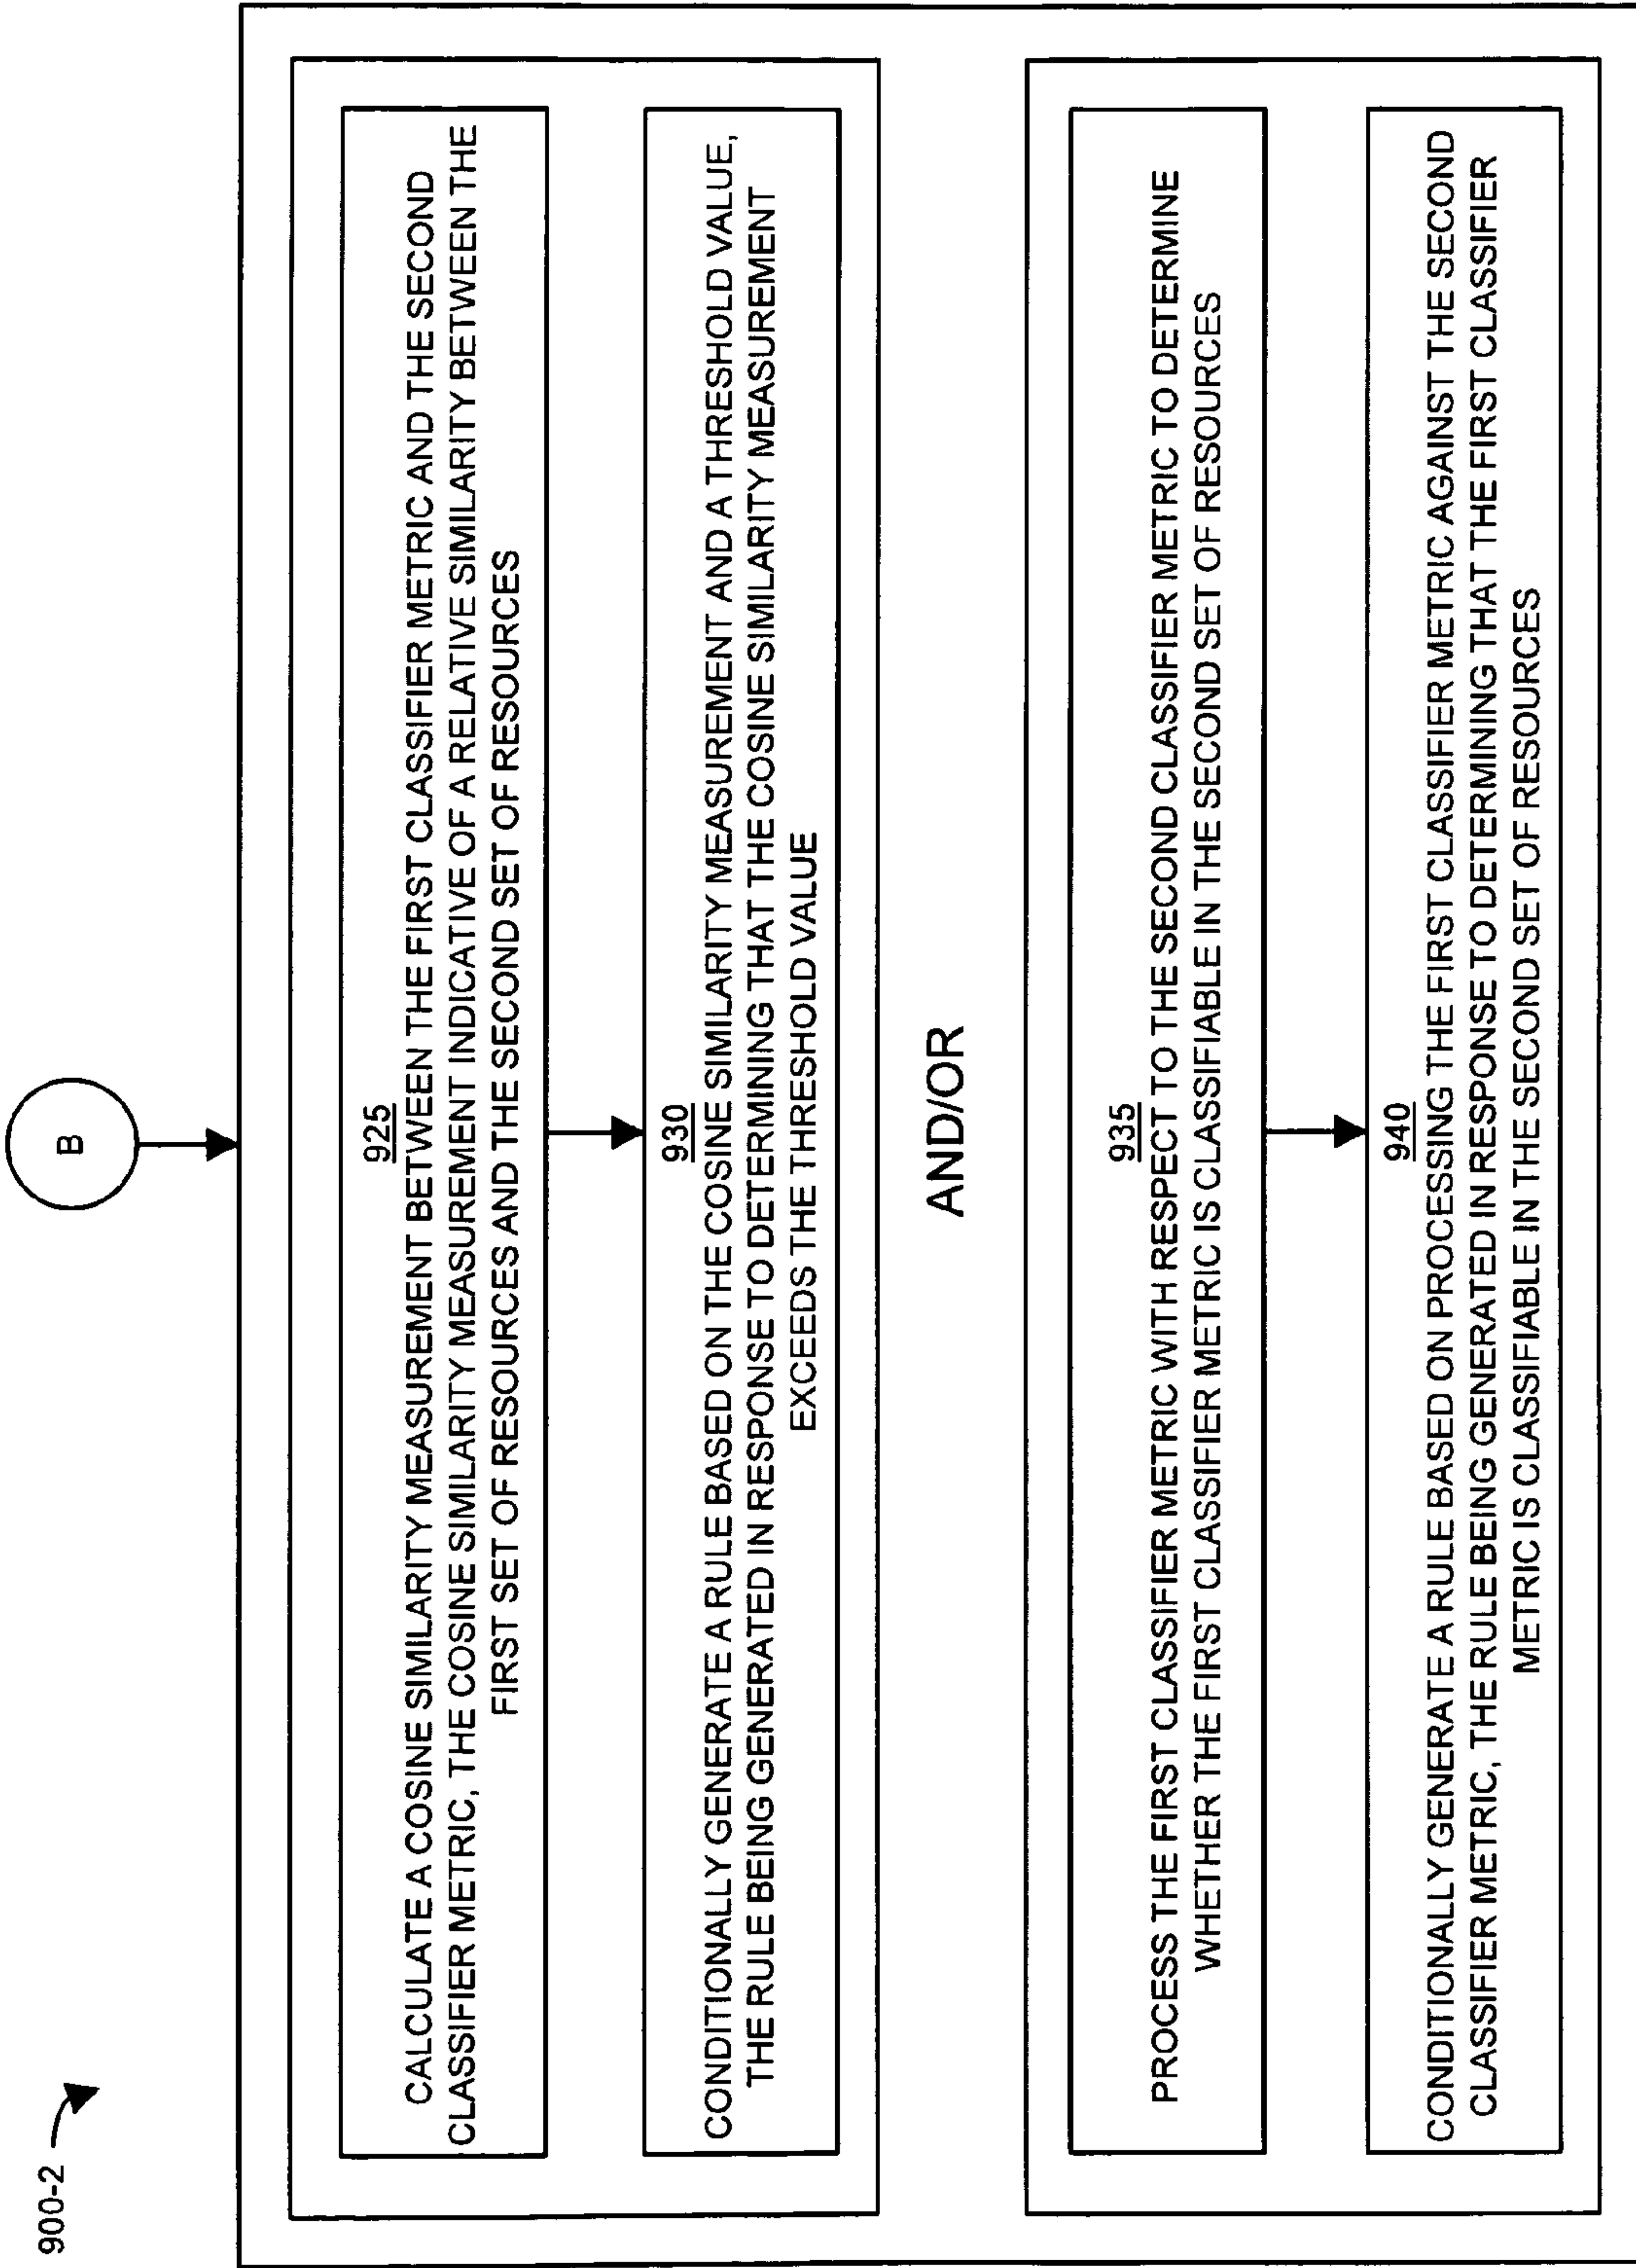 900-2
B
925
CALCULATE A COSINE SIMILARITY MEASUREMENT BETWEEN THE FIRST CLASSIFIER METRIC AND THE SECOND
CLASSIFIER METRIC, THE COSINE SIMILARITY MEASUREMENT INDICATIVE OF A RELATIVE SIMILARITY BETWEEN THE
FIRST SET OF RESOURCES AND THE SECOND SET OF RESOURCES
930
CONDITIONALLY GENERATE A RULE BASED ON THE COSINE SIMILARITY MEASUREMENT AND A THRESHOLD VALUE,
THE RULE BEING GENERATED IN RESPONSE TO DETERMINING THAT THE COSINE SIMILARITY MEASUREMENT
EXCEEDS THE THRESHOLD VALUE
AND/OR
935
PROCESS THE FIRST CLASSIFIER METRIC WITH RESPECT TO THE SECOND CLASSIFIER METRIC TO DETERMINE
WHETHER THE FIRST CLASSIFIER METRIC IS CLASSIFIABLE IN THE SECOND SET OF RESOURCES
940
CONDITIONALLY GENERATE A RULE BASED ON PROCESSING THE FIRST CLASSIFIER METRIC AGAINST THE SECOND
CLASSIFIER METRIC, THE RULE BEING GENERATED IN RESPONSE TO DETERMINING THAT THE FIRST CLASSIFIER
METRIC IS CLASSIFIABLE IN THE SECOND SET OF RESOURCES